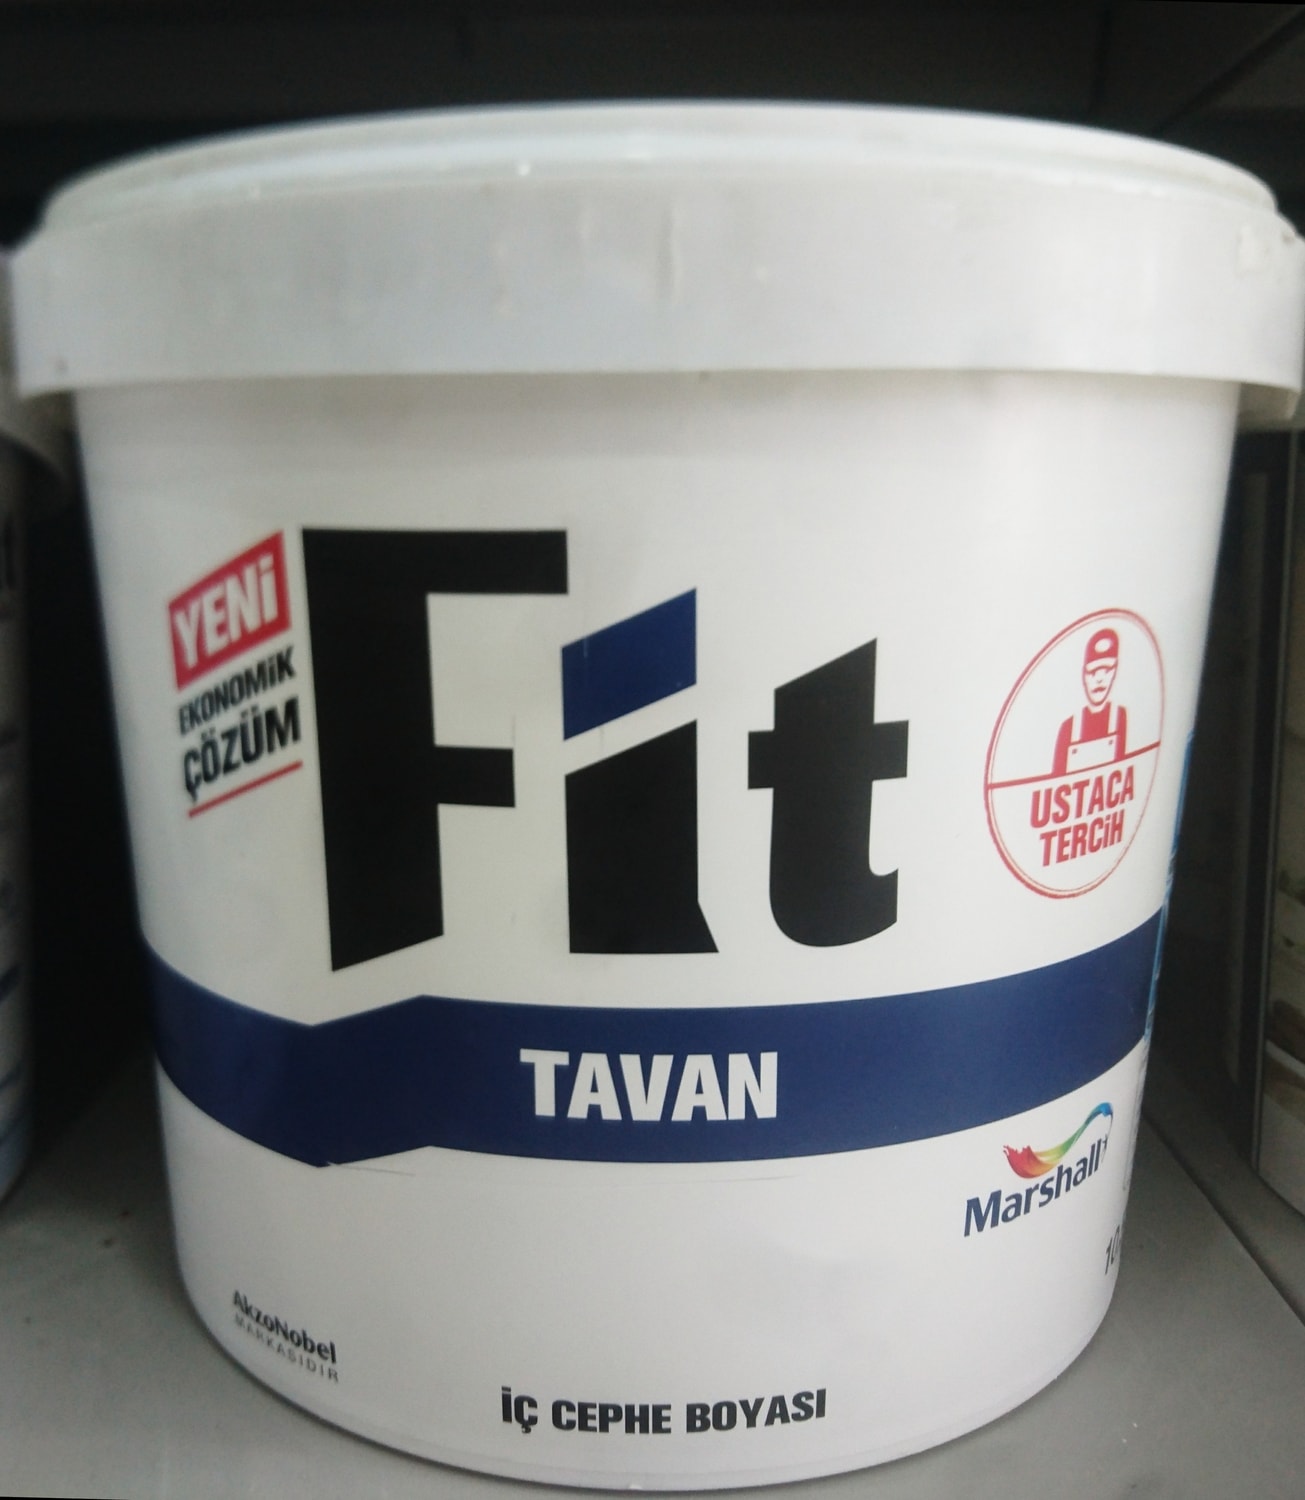 YENİ
EKONOMİK
ÇÖZÜM
Fit
USTACA
TERCİH
TAVAN
Marshall
AkzoNobel
MARKASIDIR
İÇ CEPHE BOYASI